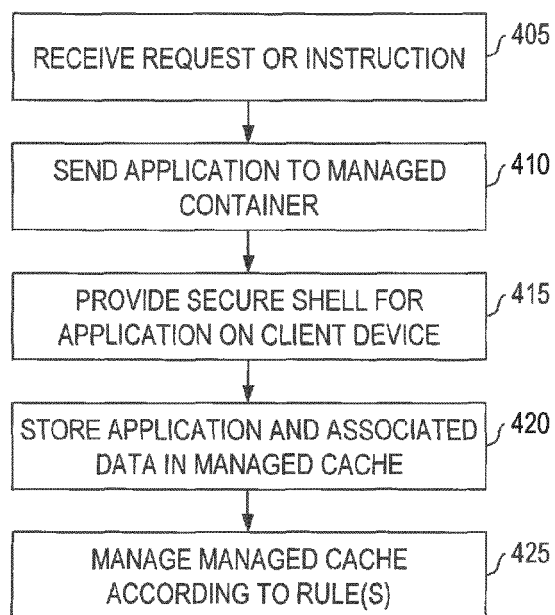 RECEIVE REQUEST OR INSTRUCTION
405
SEND APPLICATION TO MANAGED
CONTAINER
410
PROVIDE SECURE SHELL FOR
APPLICATION ON CLIENT DEVICE
415
STORE APPLICATION AND ASSOCIATED
DATA IN MANAGED CACHE
420
MANAGE MANAGED CACHE
ACCORDING TO RULE(S)
425